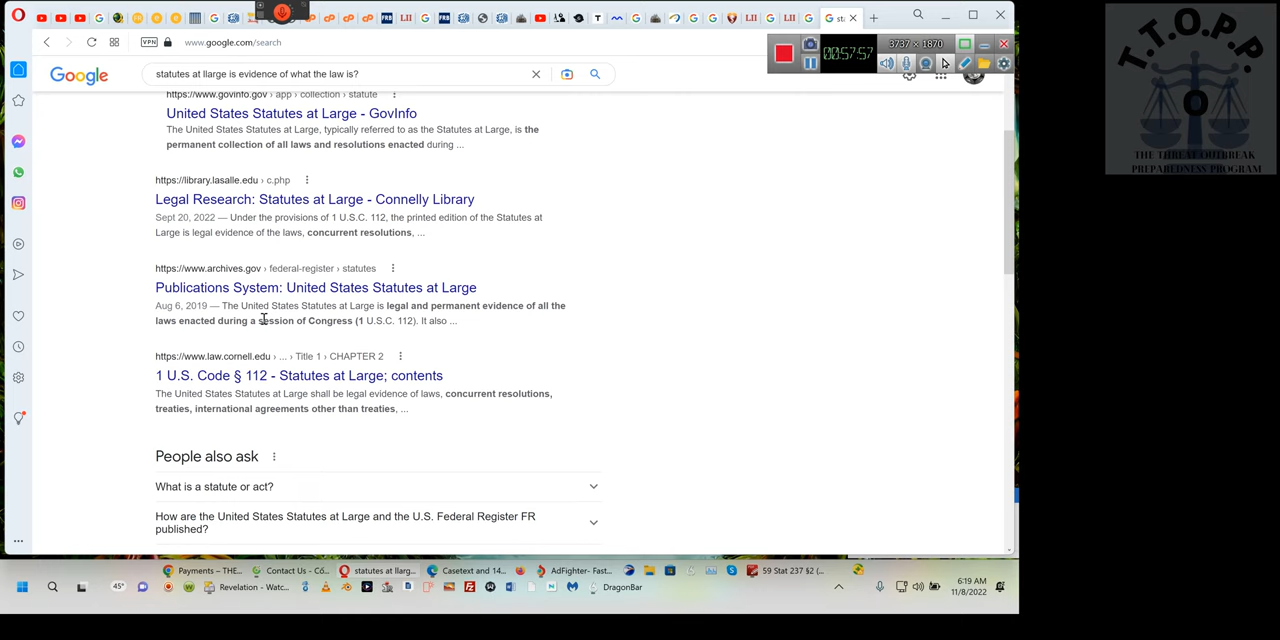 3737 × 1870
00:57:57
VPN
www.google.com/search
Google
statutes at llarge is evidence of what the law is?
https://www.govinfo.gov › app › collection › statute
United States Statutes at Large - GovInfo
The United States Statutes at Large, typically referred to as the Statutes at Large, is the
permanent collection of all laws and resolutions enacted during ...
https://library.lasalle.edu › c.php
Legal Research: Statutes at Large - Connelly Library
Sept 20, 2022 — Under the provisions of 1 U.S.C. 112, the printed edition of the Statutes at
Large is legal evidence of the laws, concurrent resolutions, ...
https://www.archives.gov › federal-register › statutes
Publications System: United States Statutes at Large
Aug 6, 2019 — The United States Statutes at Large is legal and permanent evidence of all the
laws enacted during a session of Congress (1 U.S.C. 112). It also ...
https://www.law.cornell.edu › ... › Title 1 › CHAPTER 2
1 U.S. Code § 112 - Statutes at Large; contents
The United States Statutes at Large shall be legal evidence of laws, concurrent resolutions,
treaties, international agreements other than treaties, ...
People also ask
What is a statute or act?
How are the United States Statutes at Large and the U.S. Federal Register FR
published?
Payments – THE...
Contact Us - Co...
statutes at llarg...
Casetext and 14...
AdFighter- Fast...
59 Stat 237 §2 (...
45°
Revelation - Watc...
DragonBar
6:19 AM
11/8/2022
T.T.O.P.P.
O
THE THREAT OUTBREAK
PREPAREDNESS PROGRAM